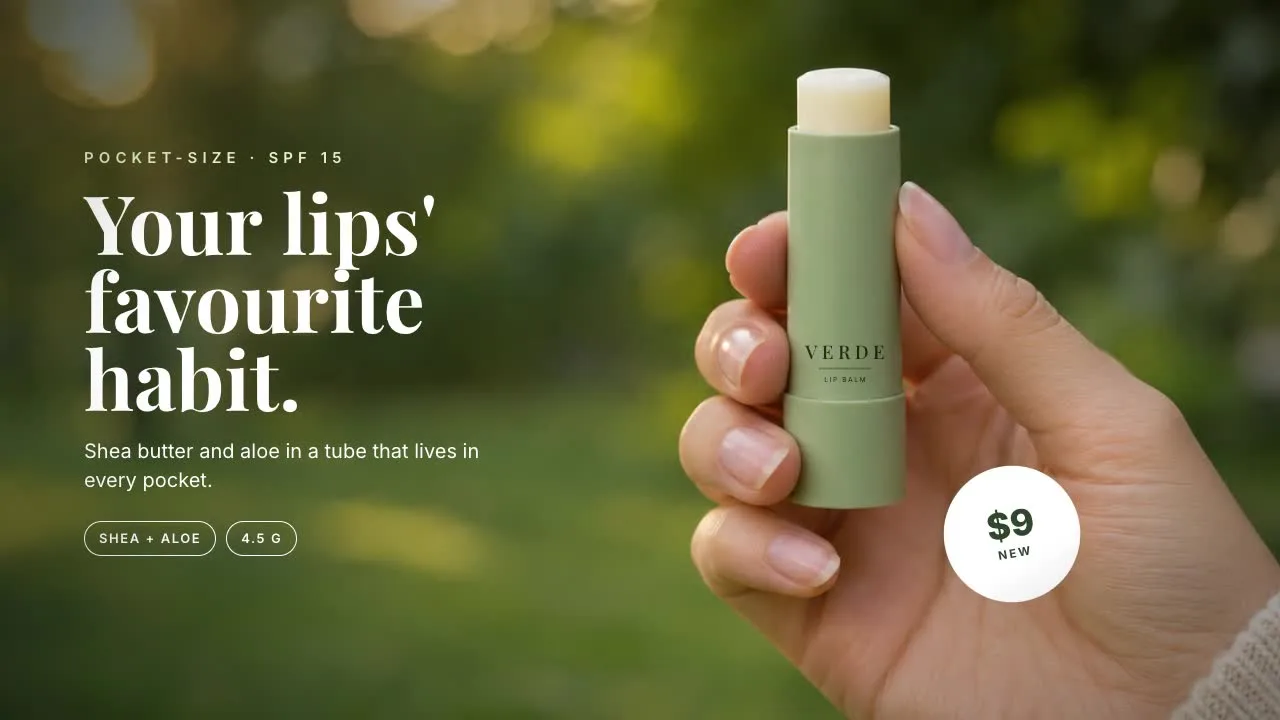 POCKET-SIZE · SPF 15
Your lips'
favourite
habit.
Shea butter and aloe in a tube that lives in
every pocket.
SHEA + ALOE
4.5 G
VERDE
LIP BALM
$9
NEW